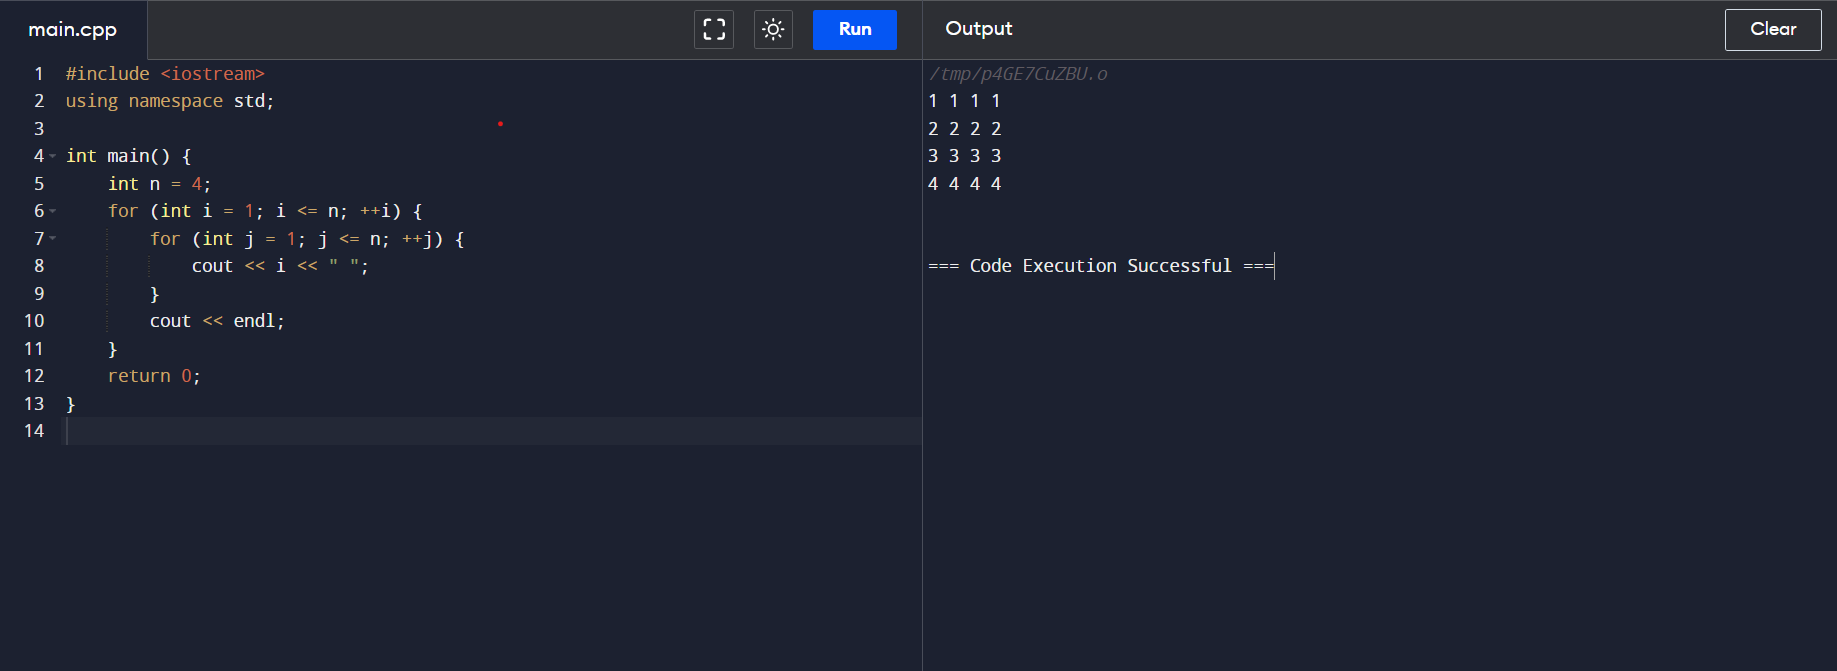 main.cpp
Run
1 #include <iostream>
2 using namespace std;
3
4 int main() {
5     int n = 4;
6     for (int i = 1; i <= n; ++i) {
7         for (int j = 1; j <= n; ++j) {
8             cout << i << " ";
9         }
10         cout << endl;
11     }
12     return 0;
13 }
14
Output
Clear
/tmp/p4GE7CuZBU.o
1 1 1 1
2 2 2 2
3 3 3 3
4 4 4 4
=== Code Execution Successful ===